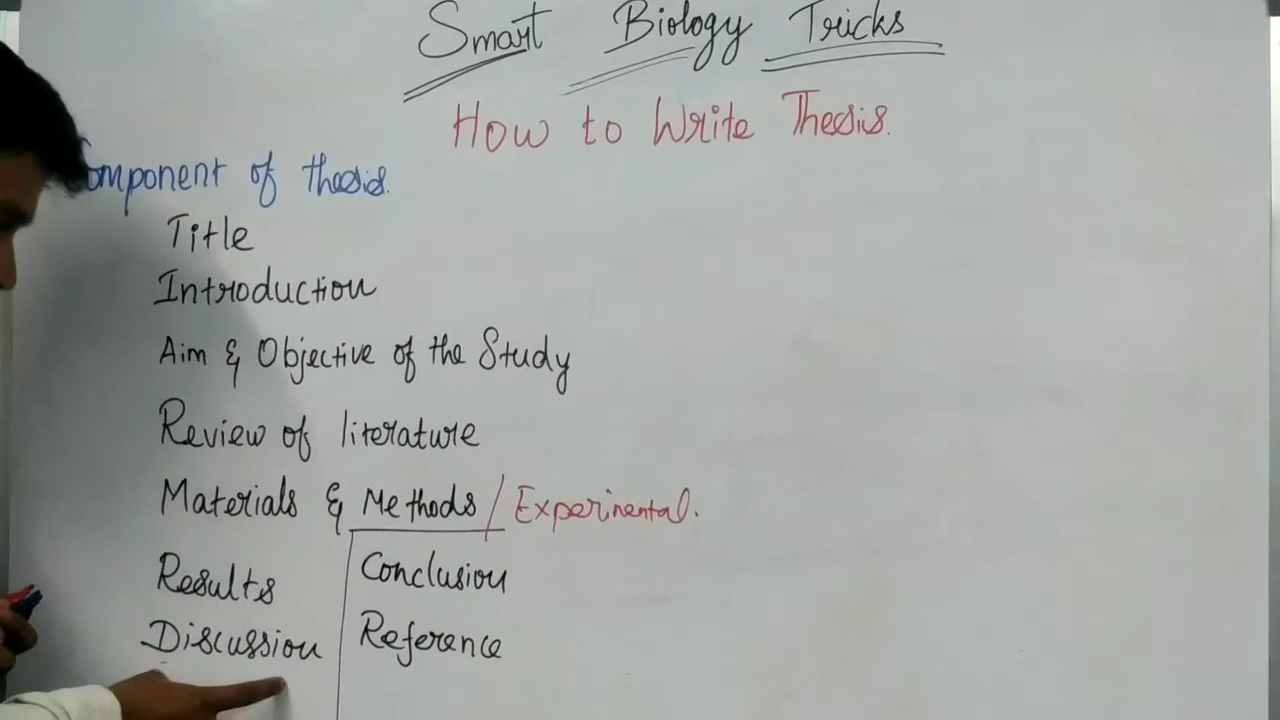 Smart Biology Tricks
How to Write Thesis.
Component of thesis.
Title
Introduction
Aim & Objective of the Study
Review of literature
Materials & Methods / Experimental.
Results
Discussion
Conclusion
Reference